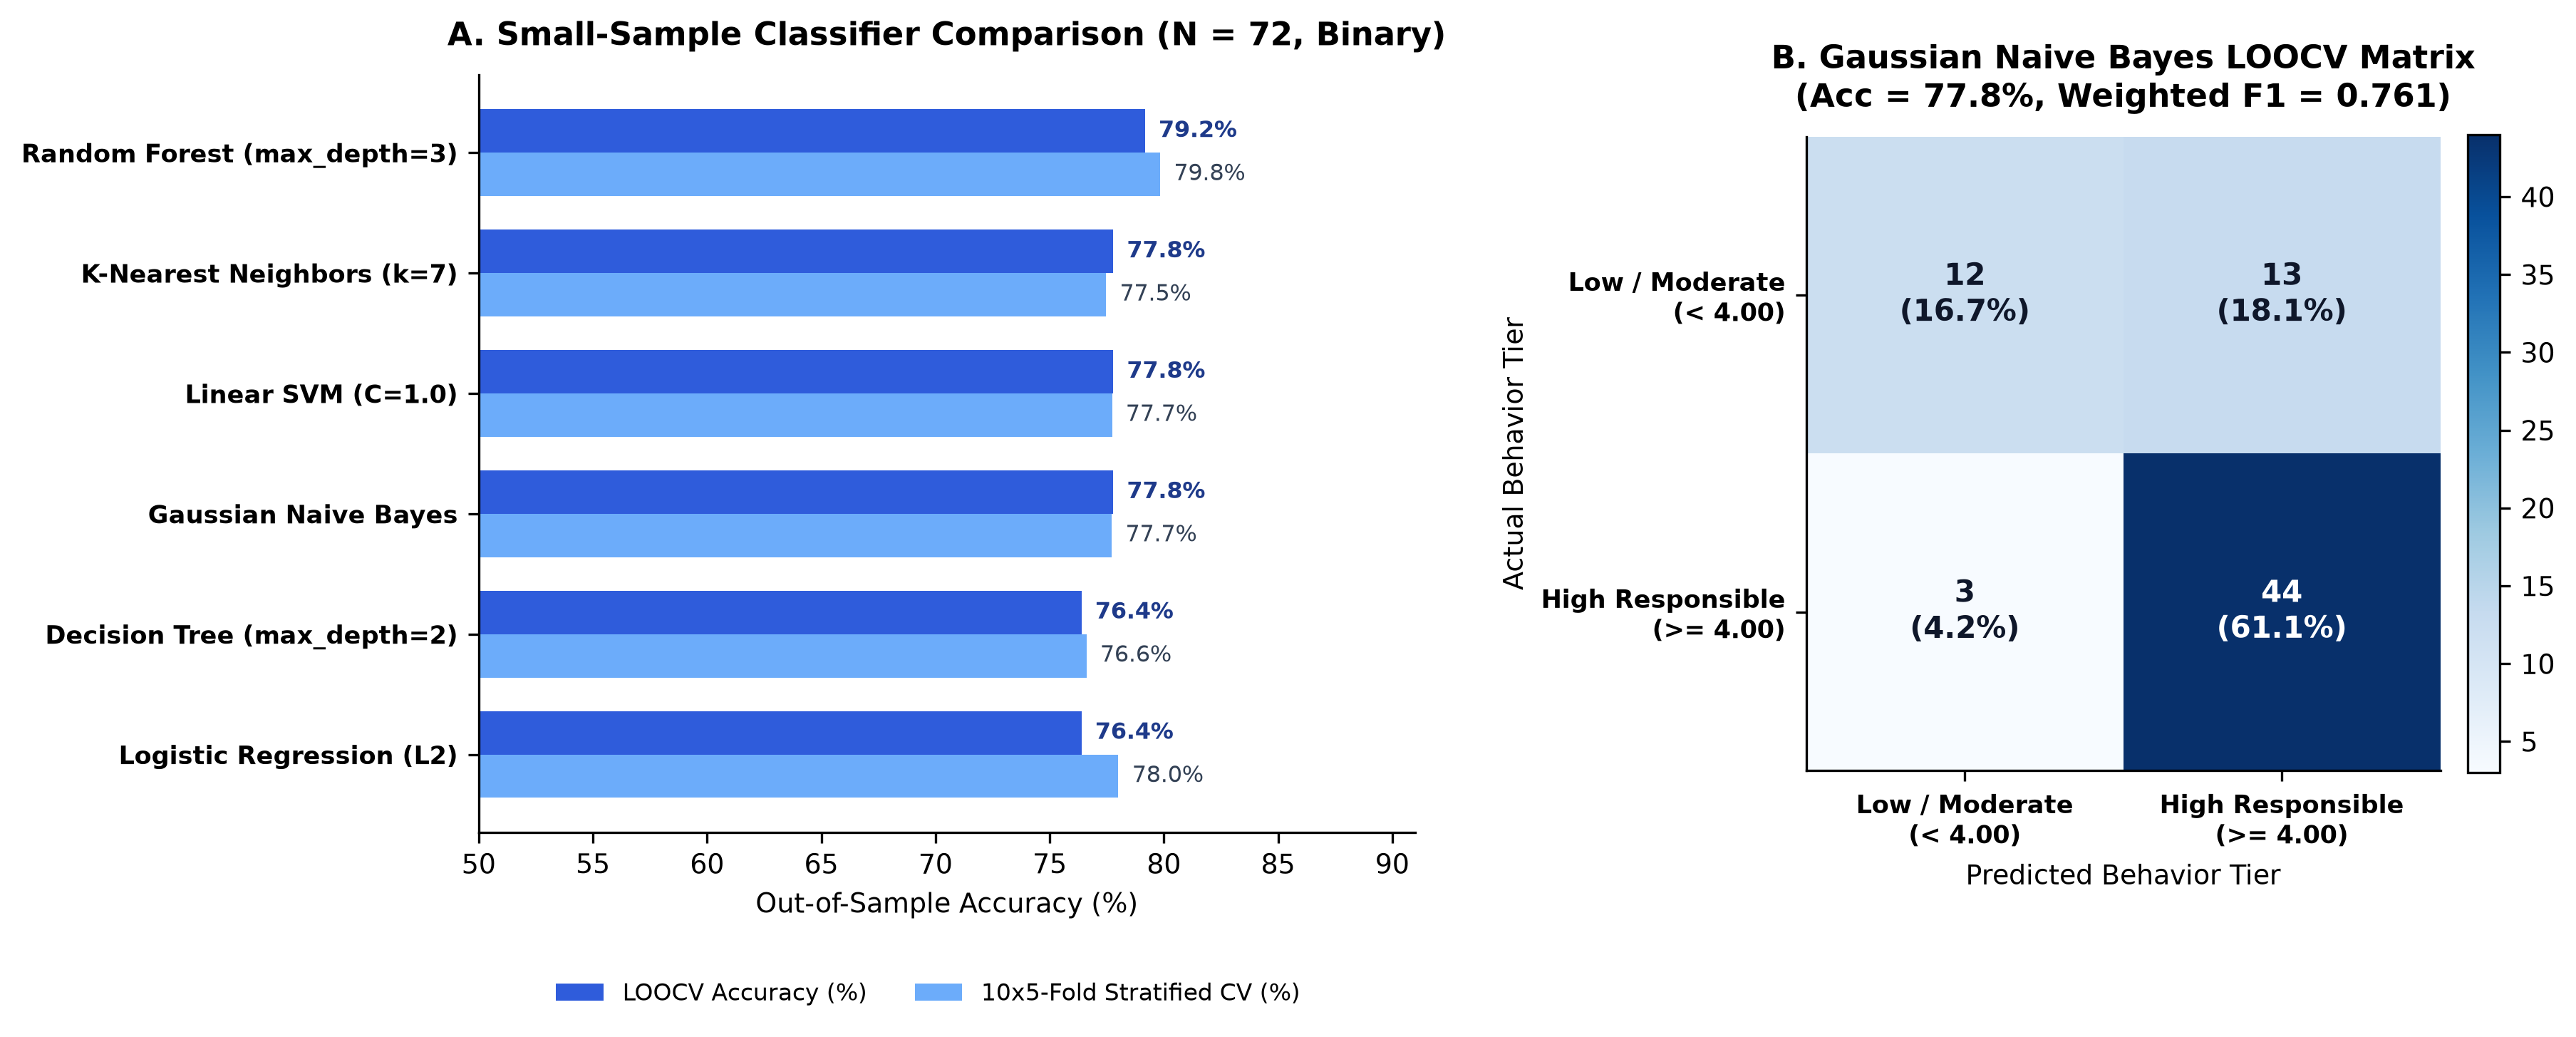 A. Small-Sample Classifier Comparison (N = 72, Binary)
Random Forest (max_depth=3)
79.2%
79.8%
K-Nearest Neighbors (k=7)
77.8%
77.5%
Linear SVM (C=1.0)
77.8%
77.7%
Gaussian Naive Bayes
77.8%
77.7%
Decision Tree (max_depth=2)
76.4%
76.6%
Logistic Regression (L2)
76.4%
78.0%
50 55 60 65 70 75 80 85 90
Out-of-Sample Accuracy (%)
LOOCV Accuracy (%) 10x5-Fold Stratified CV (%)
B. Gaussian Naive Bayes LOOCV Matrix
(Acc = 77.8%, Weighted F1 = 0.761)
Actual Behavior Tier
Low / Moderate
(< 4.00)
12
(16.7%)
13
(18.1%)
High Responsible
(>= 4.00)
3
(4.2%)
44
(61.1%)
Low / Moderate
(< 4.00)
High Responsible
(>= 4.00)
Predicted Behavior Tier
40
35
30
25
20
15
10
5